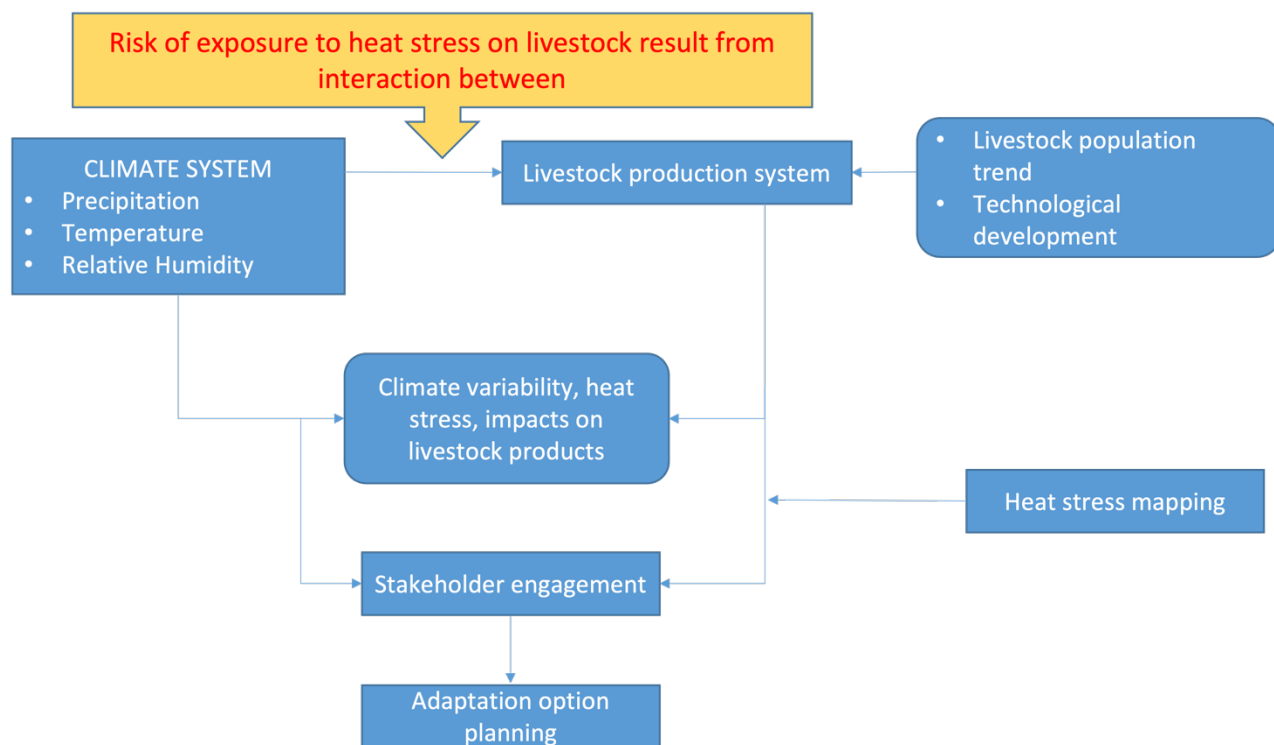 Risk of exposure to heat stress on livestock result from
interaction between
CLIMATE SYSTEM
• Precipitation
• Temperature
• Relative Humidity
Livestock production system
• Livestock population
trend
• Technological
development
Climate variability, heat
stress, impacts on
livestock products
Heat stress mapping
Stakeholder engagement
Adaptation option
planning